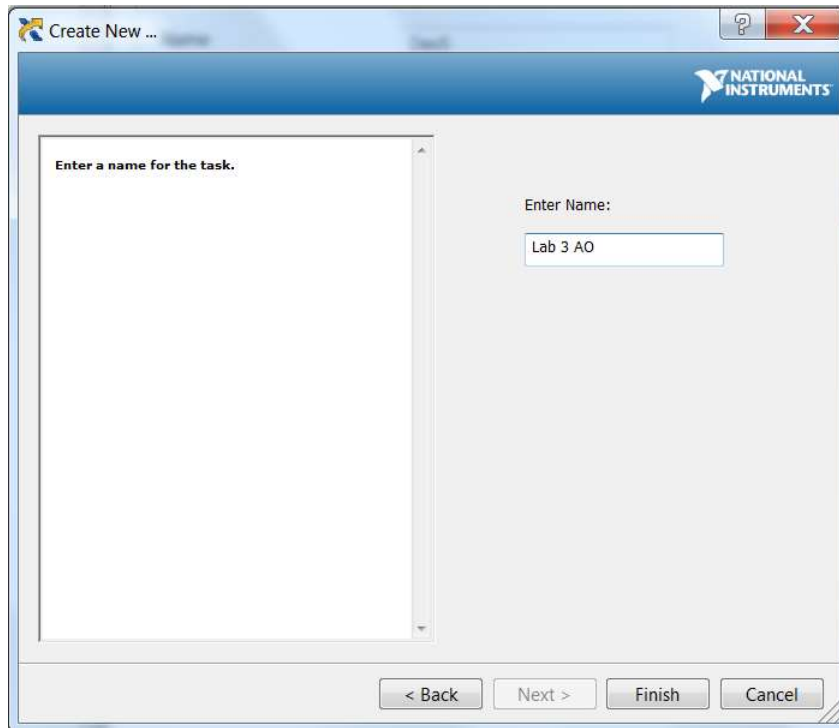 Create New ...
NATIONAL
INSTRUMENTS
Enter a name for the task.
Enter Name:
Lab 3 AO
< Back
Next >
Finish
Cancel